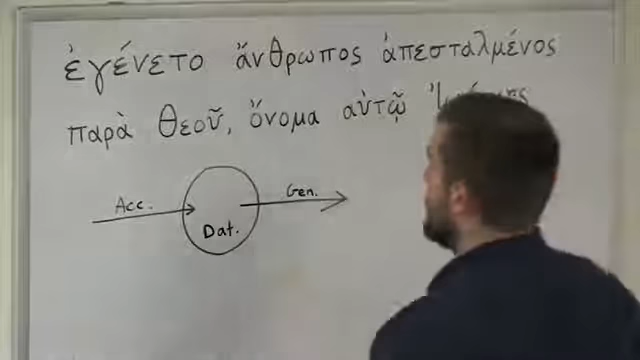 ἐγένετο ἄνθρωπος ἀπεσταλμένος
παρὰ θεοῦ, ὄνομα αὐτῷ
Acc.
Dat.
Gen.